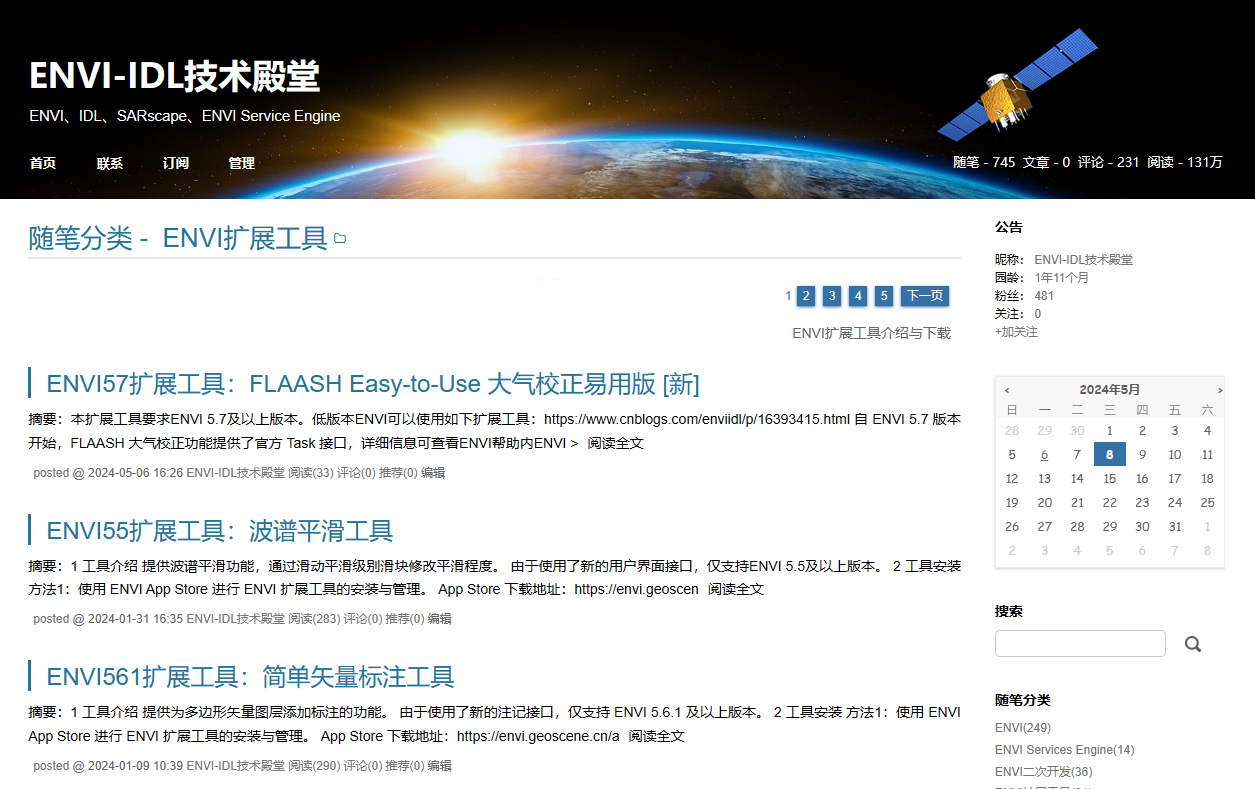 ENVI-IDL技术殿堂
ENVI、IDL、SARscape、ENVI Service Engine
首页 联系 订阅 管理
随笔 - 745 文章 - 0 评论 - 231 阅读 - 131万
随笔分类 - ENVI扩展工具
1 2 3 4 5 下一页
ENVI扩展工具介绍与下载
ENVI57扩展工具：FLAASH Easy-to-Use 大气校正易用版 [新]
摘要：本扩展工具要求ENVI 5.7及以上版本。低版本ENVI可以使用如下扩展工具：https://www.cnblogs.com/enviidl/p/16393415.html 自 ENVI 5.7 版本
开始，FLAASH 大气校正功能提供了官方 Task 接口，详细信息可查看ENVI帮助内ENVI > 阅读全文
posted @ 2024-05-06 16:26 ENVI-IDL技术殿堂 阅读(33) 评论(0) 推荐(0) 编辑
ENVI55扩展工具：波谱平滑工具
摘要：1 工具介绍 提供波谱平滑功能，通过滑动平滑级别滑块修改平滑程度。 由于使用了新的用户界面接口，仅支持ENVI 5.5及以上版本。 2 工具安装
方法1：使用 ENVI App Store 进行 ENVI 扩展工具的安装与管理。 App Store 下载地址：https://envi.geoscen 阅读全文
posted @ 2024-01-31 16:35 ENVI-IDL技术殿堂 阅读(283) 评论(0) 推荐(0) 编辑
ENVI561扩展工具：简单矢量标注工具
摘要：1 工具介绍 提供为多边形矢量图层添加标注的功能。 由于使用了新的注记接口，仅支持 ENVI 5.6.1 及以上版本。 2 工具安装 方法1：使用 ENVI
App Store 进行 ENVI 扩展工具的安装与管理。 App Store 下载地址：https://envi.geoscene.cn/a 阅读全文
posted @ 2024-01-09 10:39 ENVI-IDL技术殿堂 阅读(290) 评论(0) 推荐(0) 编辑
公告
昵称： ENVI-IDL技术殿堂
园龄： 1年11个月
粉丝： 481
关注： 0
+加关注
< 2024年5月 >
日 一 二 三 四 五 六
28 29 30 1 2 3 4
5 6 7 8 9 10 11
12 13 14 15 16 17 18
19 20 21 22 23 24 25
26 27 28 29 30 31 1
2 3 4 5 6 7 8
搜索
随笔分类
ENVI(249)
ENVI Services Engine(14)
ENVI二次开发(36)